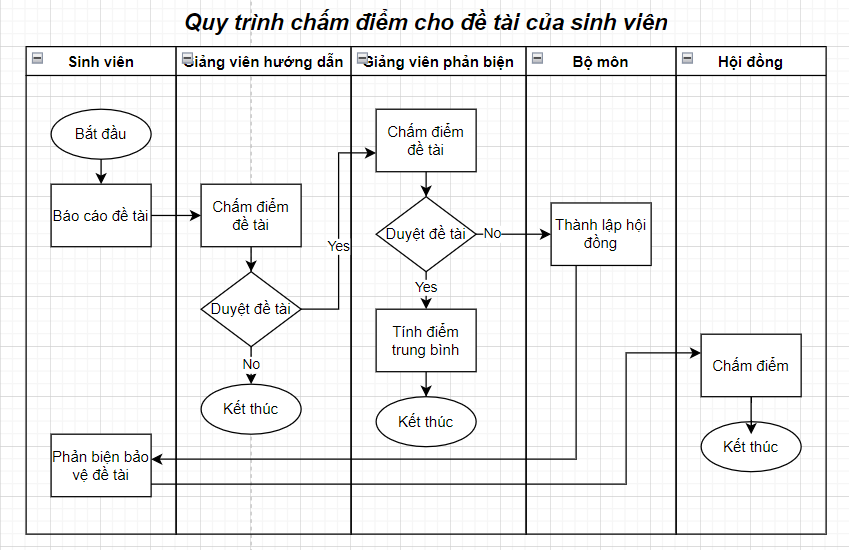 Quy trình chấm điểm cho đề tài của sinh viên
Sinh viên
Giảng viên hướng dẫn
Giảng viên phản biện
Bộ môn
Hội đồng
Bắt đầu
Báo cáo đề tài
Chấm điểm
đề tài
Duyệt đề tài
No
Kết thúc
Yes
Chấm điểm
đề tài
Duyệt đề tài
No
Yes
Tính điểm
trung bình
Kết thúc
Thành lập hội
đồng
Phản biện bảo
vệ đề tài
Chấm điểm
Kết thúc